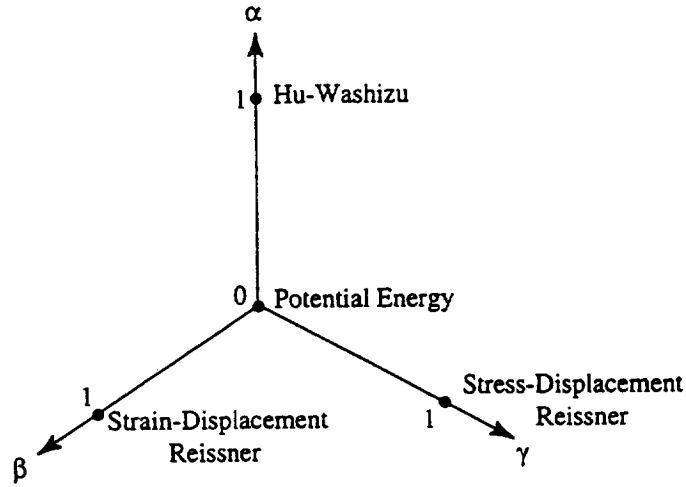 α
1 Hu-Washizu
0 Potential Energy
1
Strain-Displacement
Reissner
β
Stress-Displacement
1 Reissner
γ